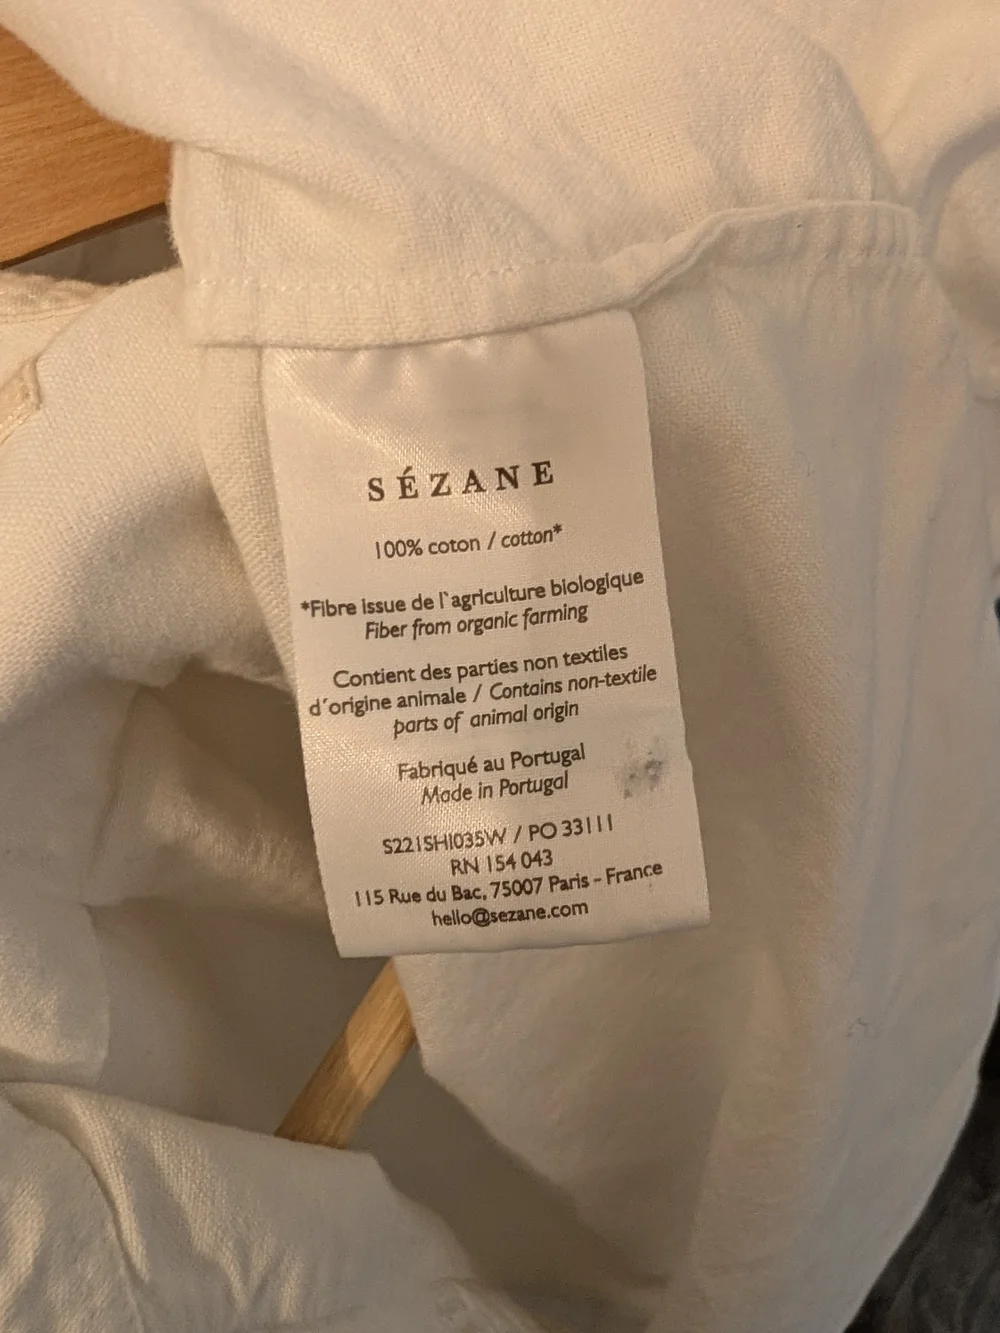 SÉZANE
100% coton / cotton*
*Fibre issue de l'agriculture biologique
Fiber from organic farming
Contient des parties non textiles
d'origine animale / Contains non-textile
parts of animal origin
Fabriqué au Portugal
Made in Portugal
S221SHI035W / PO 33111
RN 154 043
115 Rue du Bac, 75007 Paris - France
hello@sezane.com